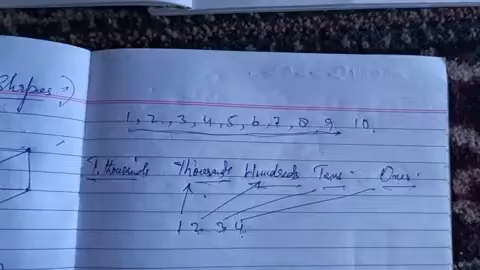 Shapes :)
1, 2, 3, 4, 5, 6, 7, 8, 9, 10.
T. thousands Thousands Hundreds Tens. Ones.
1 2 3 4